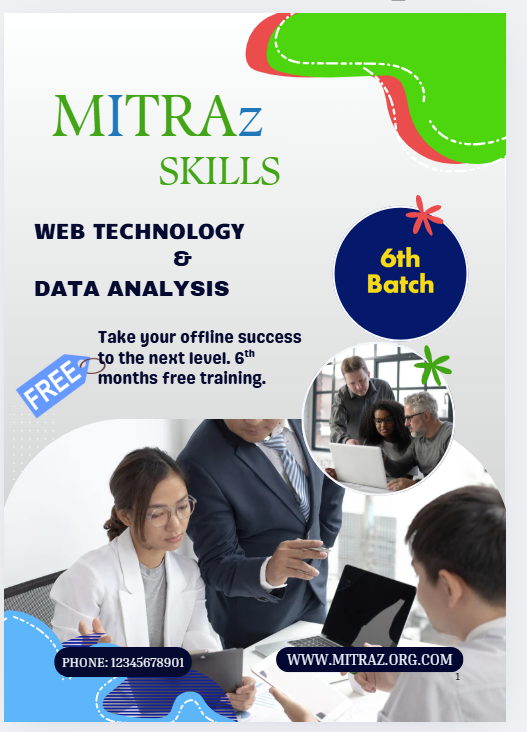 MITRAz
SKILLS
WEB TECHNOLOGY
&
DATA ANALYSIS
6th
Batch
Take your offline success
to the next level. 6th
months free training.
FREE
PHONE: 12345678901
WWW.MITRAZ.ORG.COM
1